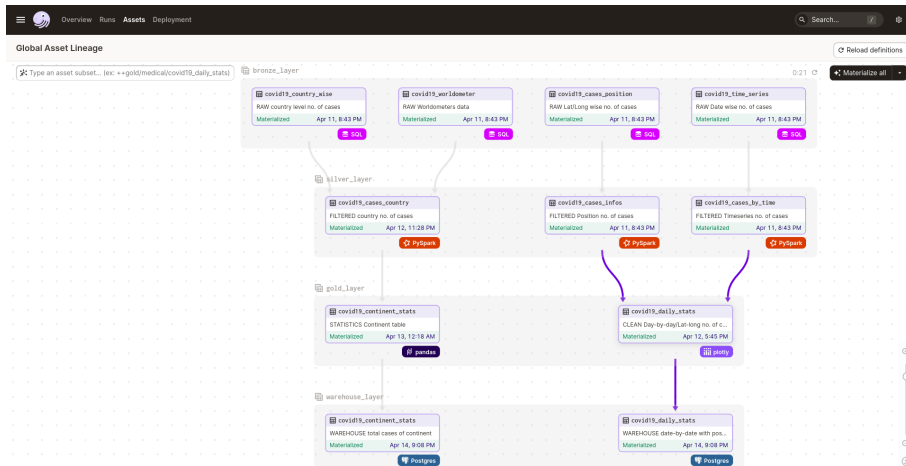 Overview Runs Assets Deployment
Search... /
Global Asset Lineage
Reload definitions
Type an asset subset... (ex: ++gold/medical/covid19_daily_stats)
bronze_layer
0:21
Materialize all
covid19_country_wise
RAW country level no. of cases
Materialized Apr 11, 8:43 PM
SQL
covid19_worldometer
RAW Worldometers data
Materialized Apr 11, 8:43 PM
SQL
covid19_cases_position
RAW Lat/Long wise no. of cases
Materialized Apr 11, 8:43 PM
SQL
covid19_time_series
RAW Date wise no. of cases
Materialized Apr 11, 8:43 PM
SQL
silver_layer
covid19_cases_country
FILTERED country no. of cases
Materialized Apr 12, 11:28 PM
PySpark
covid19_cases_infos
FILTERED Position no. of cases
Materialized Apr 11, 8:43 PM
PySpark
covid19_cases_by_time
FILTERED Timeseries no. of cases
Materialized Apr 11, 8:43 PM
PySpark
gold_layer
covid19_continent_stats
STATISTICS Continent table
Materialized Apr 13, 12:18 AM
pandas
covid19_daily_stats
CLEAN Day-by-day/Lat-long no. of c...
Materialized Apr 12, 5:45 PM
plotly
warehouse_layer
covid19_continent_stats
WAREHOUSE total cases of continent
Materialized Apr 14, 9:08 PM
Postgres
covid19_daily_stats
WAREHOUSE date-by-date with pos...
Materialized Apr 14, 9:08 PM
Postgres